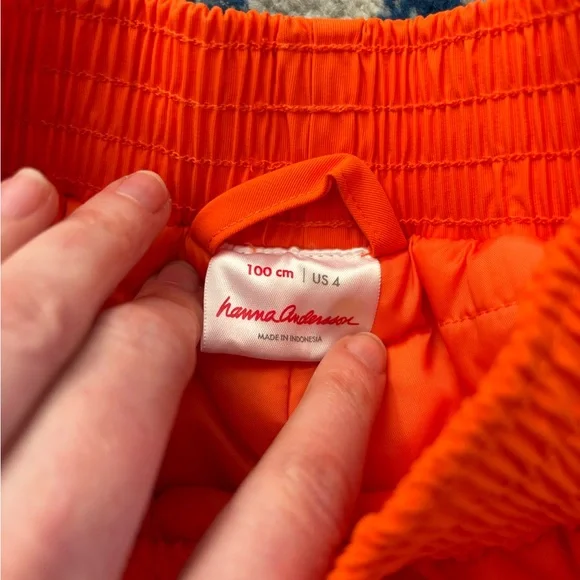 100 cm | US 4
hanna Andersson
MADE IN INDONESIA